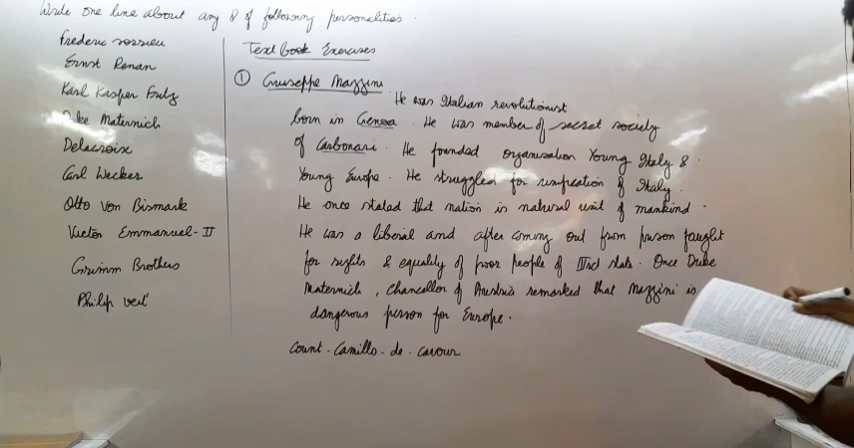 Write one line about any 8 of following personalities.
Frederic sorrieu
Ernst Renan
Karl Kasper Fritz
Duke Maternich
Delacroix
Carl Wecker
Otto von Bismark
Victor Emmanuel-II
Grimm Brothers
Philip veit
Text book Exercises
① Giuseppe Mazzini
He was Italian revolutionist
born in Genoa. He was member of secret society
of Carbonari. He founded organisation Young Italy &
Young Europe. He struggled for unification of Italy.
He once stated that nation is natural unit of mankind.
He was a liberal and after coming out from prison faught
for rights & equality of poor people of IIIrd state. Once Duke
Maternich, Chancellor of Austria remarked that Mazzini is
dangerous person for Europe.
Count. Camillo. de. cavour